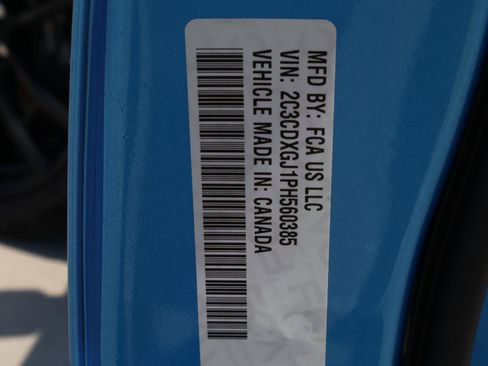 MFD BY: FCA US LLC
VIN: 2C3CDXGJ1PH560385
VEHICLE MADE IN: CANADA